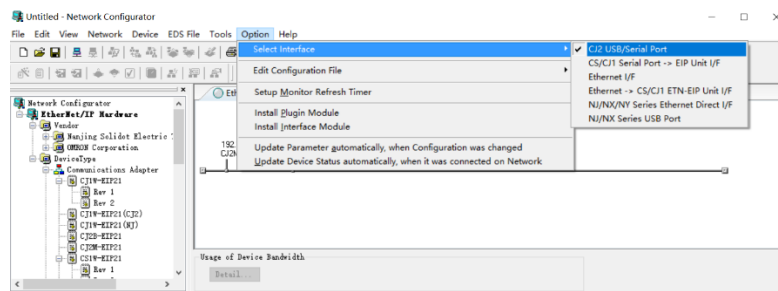 Untitled - Network Configurator
File Edit View Network Device EDS File Tools Option Help
Select Interface
Edit Configuration File
Setup Monitor Refresh Timer
Install Plugin Module
Install Interface Module
Update Parameter automatically, when Configuration was changed
Update Device Status automatically, when it was connected on Network
CJ2 USB/Serial Port
CS/CJ1 Serial Port -> EIP Unit I/F
Ethernet I/F
Ethernet -> CS/CJ1 ETN-EIP Unit I/F
NJ/NX/NY Series Ethernet Direct I/F
NJ/NX Series USB Port
Network Configurator
EtherNet/IP Hardware
Vendor
Nanjing Solidot Electric
OMRON Corporation
DeviceType
Communications Adapter
CJ1W-EIP21
Rev 1
Rev 2
CJ1W-EIP21(CJ2)
CJ1W-EIP21(NJ)
CJ2B-EIP21
CJ2M-EIP21
CS1W-EIP21
Rev 1
Eth
192
CJ2M
Usage of Device Bandwidth
Detail...